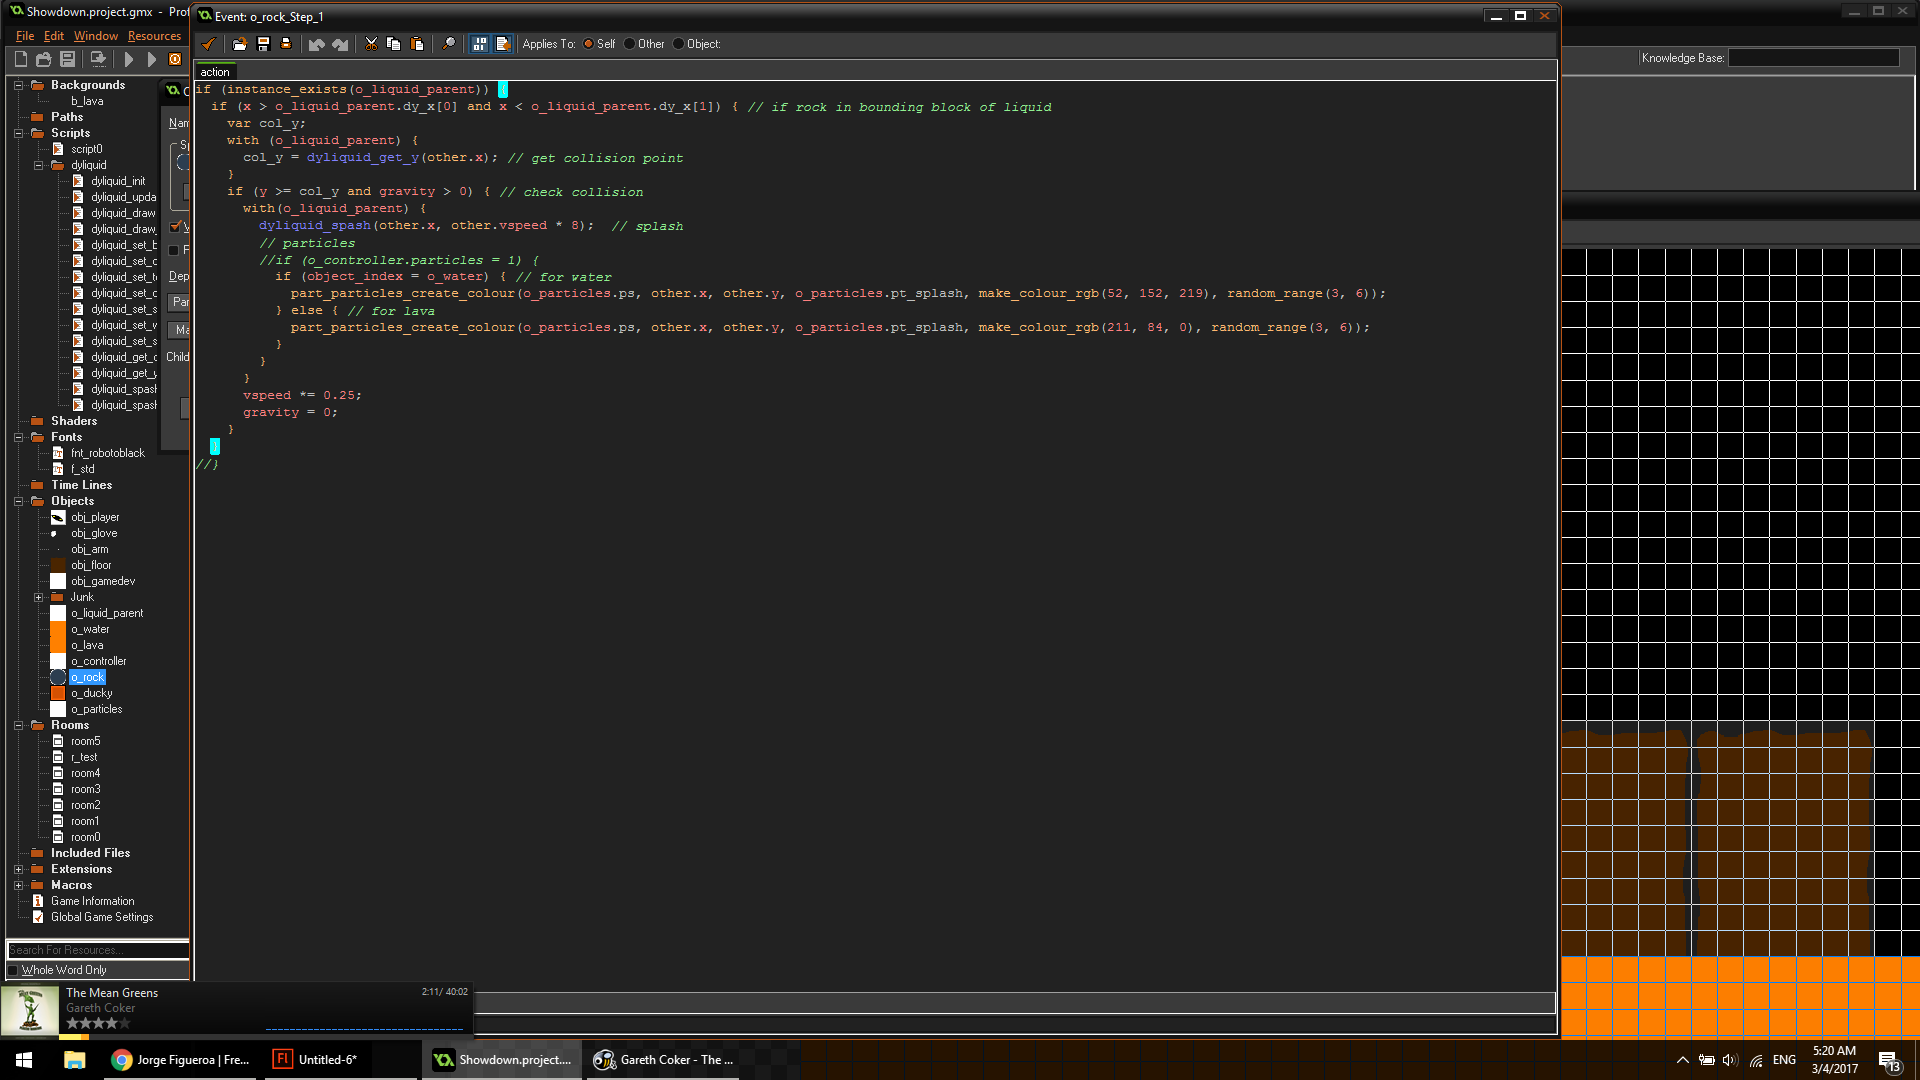 Showdown.project.gmx - Prof
File Edit Window Resources
Backgrounds
b_lava
Paths
Scripts
script0
dyliquid
dyliquid_init
dyliquid_upda
dyliquid_draw
dyliquid_draw_
dyliquid_set_b
dyliquid_set_c
dyliquid_set_t
dyliquid_set_c
dyliquid_set_s
dyliquid_set_v
dyliquid_set_s
dyliquid_get_c
dyliquid_get_y
dyliquid_spash
dyliquid_spash
Shaders
Fonts
fnt_robotoblack
f_std
Time Lines
Objects
obj_player
obj_glove
obj_arm
obj_floor
obj_gamedev
Junk
o_liquid_parent
o_water
o_lava
o_controller
o_rock
o_ducky
o_particles
Rooms
room5
r_test
room4
room3
room2
room1
room0
Included Files
Extensions
Macros
Game Information
Global Game Settings
Search For Resources...
Whole Word Only
Nam
Dep
Par
Ma
Child
Event: o_rock_Step_1
Applies To: Self Other Object:
action
if (instance_exists(o_liquid_parent)) {
if (x > o_liquid_parent.dy_x[0] and x < o_liquid_parent.dy_x[1]) { // if rock in bounding block of liquid
var col_y;
with (o_liquid_parent) {
col_y = dyliquid_get_y(other.x); // get collision point
}
if (y >= col_y and gravity > 0) { // check collision
with(o_liquid_parent) {
dyliquid_spash(other.x, other.vspeed * 8); // splash
// particles
//if (o_controller.particles = 1) {
if (object_index = o_water) { // for water
part_particles_create_colour(o_particles.ps, other.x, other.y, o_particles.pt_splash, make_colour_rgb(52, 152, 219), random_range(3, 6));
} else { // for lava
part_particles_create_colour(o_particles.ps, other.x, other.y, o_particles.pt_splash, make_colour_rgb(211, 84, 0), random_range(3, 6));
}
}
}
vspeed *= 0.25;
gravity = 0;
}
}
//}
Knowledge Base:
The Mean Greens
2:11/ 40:02
Gareth Coker
Jorge Figueroa | Fre...
Untitled-6*
Showdown.project....
Gareth Coker - The ...
ENG
5:20 AM
3/4/2017
13